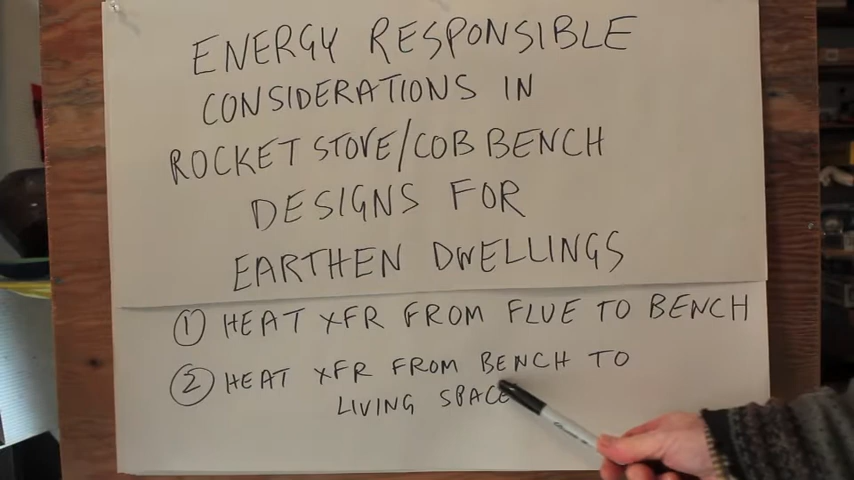 ENERGY RESPONSIBLE
CONSIDERATIONS IN
ROCKET STOVE/COB BENCH
DESIGNS FOR
EARTHEN DWELLINGS
① HEAT XFR FROM FLUE TO BENCH
② HEAT XFR FROM BENCH TO
LIVING SPACE